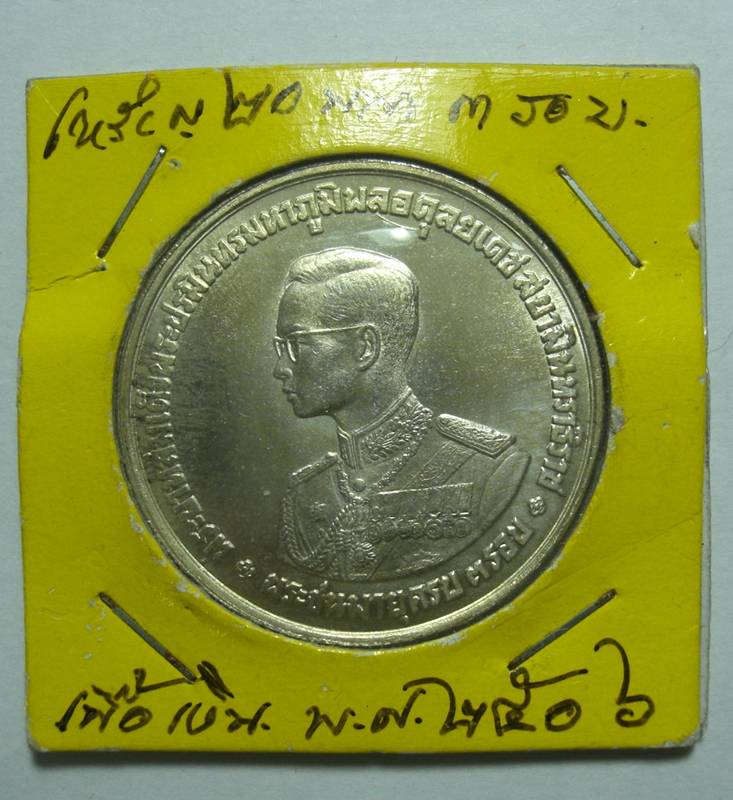 เหรียญ ๒๐ บาท ๓ รอบ.
พระบาทสมเด็จพระปรมินทรมหาภูมิพลอดุลยเดช สยามินทราธิราช
พระชนมายุครบ ๓ รอบ
เนื้อเงิน. พ.ศ. ๒๕๐๖